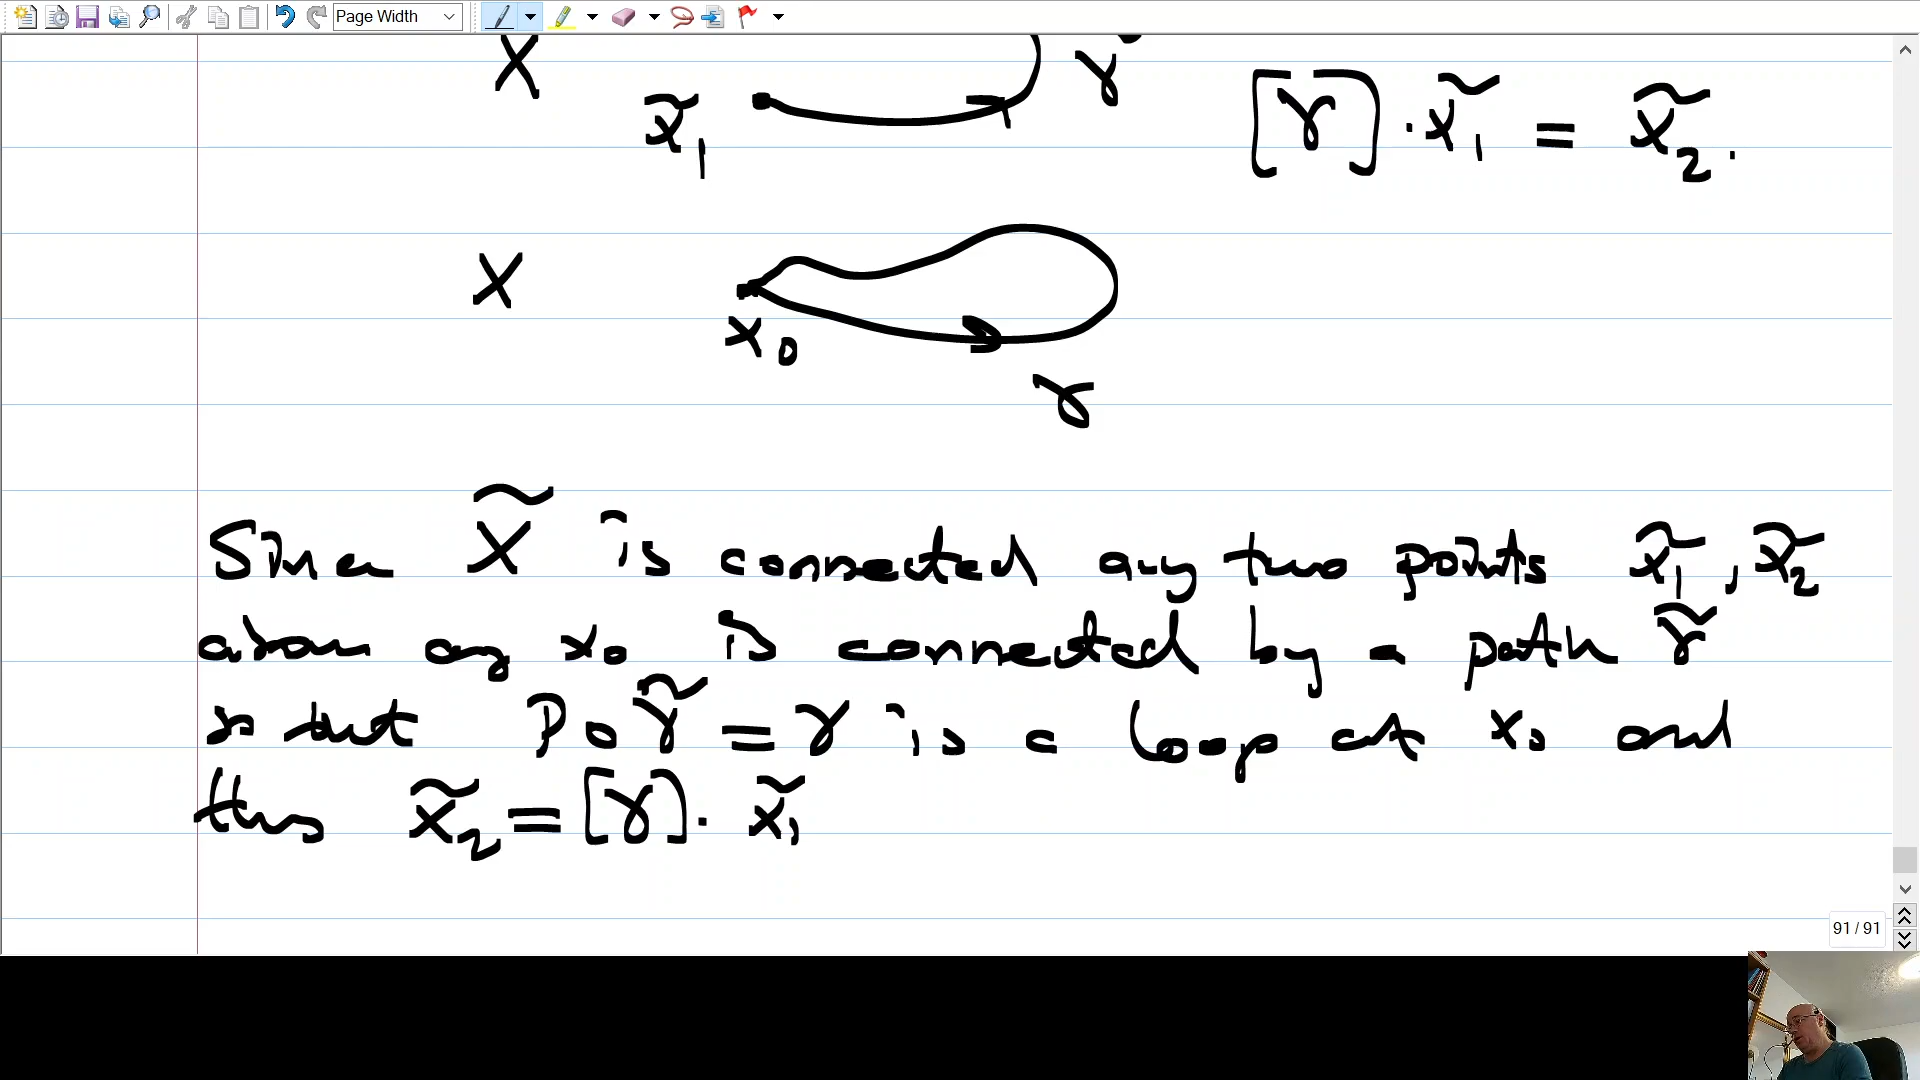 Page Width
X
x̃₁
γ̃
[γ] · x̃₁ = x̃₂.
X
x₀
γ
Since X̃ is connected any two points x̃₁, x̃₂
above any x₀ is connected by a path γ̃
so that P∘γ̃ = γ is a loop at x₀ and
thus x̃₂ = [γ] · x̃₁
91 / 91